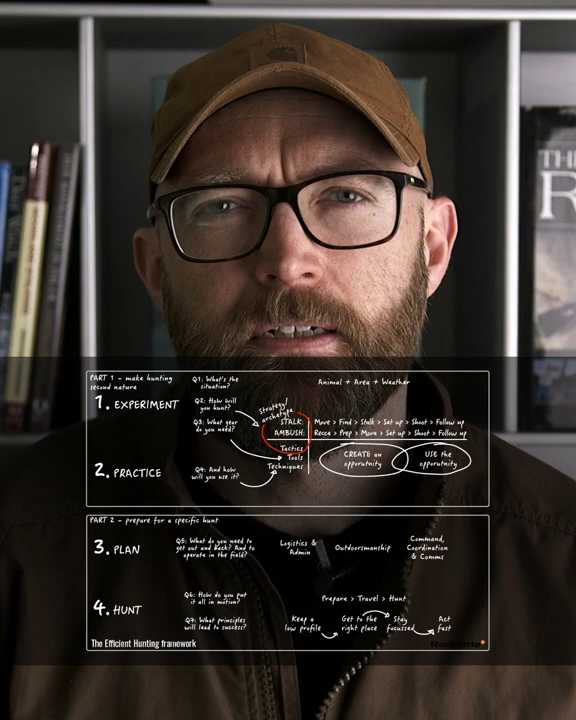 THE
R
PART 1 - make hunting
second nature
1. EXPERIMENT
2. PRACTICE
Q1: What's the
situation?
Q2: How will
you hunt?
Q3: What gear
do you need?
Q4: And how
will you use it?
Animal + Area + Weather
Strategy/
archetype
STALK: Move > Find > Stalk > Set up > Shoot > Follow up
AMBUSH: Recce > Prep > Move > Set up > Shoot > Follow up
Tactics
Tools
Techniques
CREATE an
opporutnity
USE the
opporutnity
PART 2 - prepare for a specific hunt
3. PLAN
Q5: What do you need to
get out and back? And to
operate in the field?
Logistics &
Admin
Outdoorsmanship
Command,
Coordination
& Comms
4. HUNT
Q6: How do you put
it all in motion?
Q7: What principles
will lead to success?
Prepare > Travel > Hunt
Keep a
low profile
Get to the
right place
Stay
focussed
Act
fast
The Efficient Hunting framework